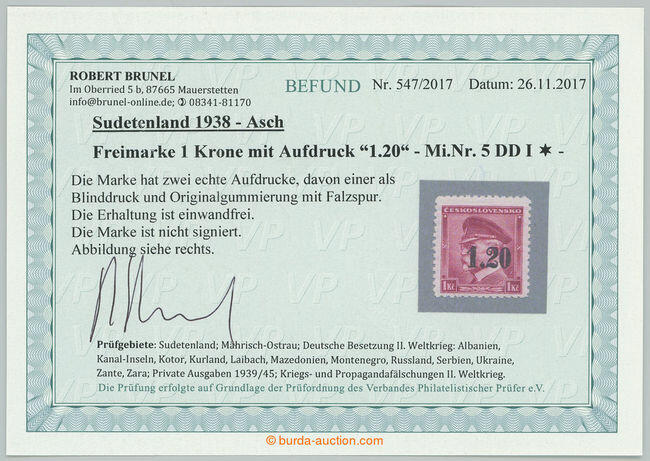 ROBERT BRUNEL
Im Oberried 5 b, 87665 Mauerstetten
info@brunel-online.de; ✆ 08341-81170
BEFUND Nr. 547/2017 Datum: 26.11.2017
Sudetenland 1938 - Asch
Freimarke 1 Krone mit Aufdruck “1.20“ - Mi.Nr. 5 DD I ✶ -
Die Marke hat zwei echte Aufdrucke, davon einer als
Blinddruck und Originalgummierung mit Falzspur.
Die Erhaltung ist einwandfrei.
Die Marke ist nicht signiert.
Abbildung siehe rechts.
ČESKOSLOVENSKO
1.20
1Kč 1Kč
Prüfgebiete: Sudetenland; Mährisch-Ostrau; Deutsche Besetzung II. Weltkrieg: Albanien,
Kanal-Inseln, Kotor, Kurland, Laibach, Mazedonien, Montenegro, Russland, Serbien, Ukraine,
Zante, Zara; Private Ausgaben 1939/45; Kriegs- und Propagandafälschungen II. Weltkrieg.
Die Prüfung erfolgte auf Grundlage der Prüfordnung des Verbandes Philatelistischer Prüfer e.V.
© burda-auction.com